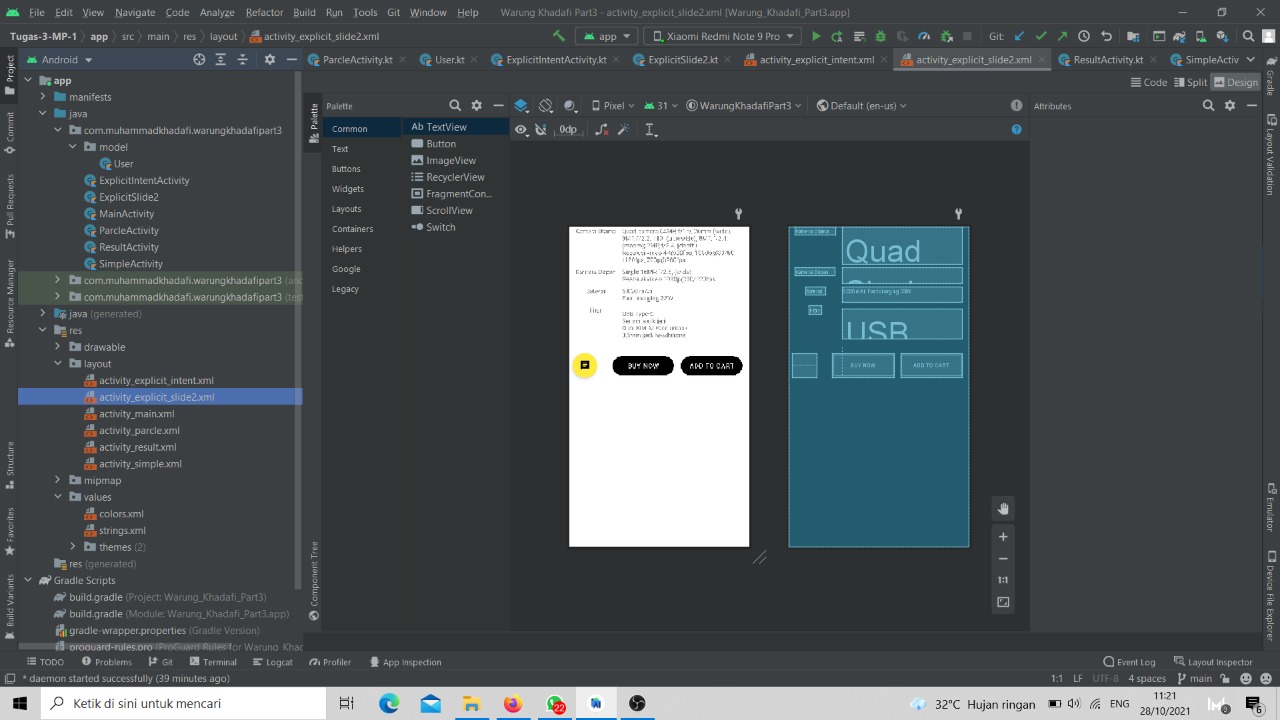 File Edit View Navigate Code Analyze Refactor Build Run Tools Git Window Help Warung Khadafi Part3 - activity_explicit_slide2.xml [Warung_Khadafi_Part3.app]
Tugas-3-MP-1 app src main res layout activity_explicit_slide2.xml
app Xiaomi Redmi Note 9 Pro Git:
Android
ParcleActivity.kt User.kt ExplicitIntentActivity.kt ExplicitSlide2.kt activity_explicit_intent.xml activity_explicit_slide2.xml ResultActivity.kt SimpleActiv
Code Split Design
Palette
Pixel 31 WarungKhadafiPart3 Default (en-us)
Attributes
0dp
Common
Text
Buttons
Widgets
Layouts
Containers
Helpers
Google
Legacy
Ab TextView
Button
ImageView
RecyclerView
FragmentCon...
ScrollView
Switch
app
manifests
java
com.muhammadkhadafi.warungkhadafipart3
model
User
ExplicitIntentActivity
ExplicitSlide2
MainActivity
ParcleActivity
ResultActivity
SimpleActivity
com.muhammadkhadafi.warungkhadafipart3 (and
com.muhammadkhadafi.warungkhadafipart3 (tes
java (generated)
res
drawable
layout
activity_explicit_intent.xml
activity_explicit_slide2.xml
activity_main.xml
activity_parcle.xml
activity_result.xml
activity_simple.xml
mipmap
values
colors.xml
strings.xml
themes (2)
res (generated)
Gradle Scripts
build.gradle (Project: Warung_Khadafi_Part3)
build.gradle (Module: Warung_Khadafi_Part3.app)
gradle-wrapper.properties (Gradle Version)
proguard-rules.pro (ProGuard Rules for Warung_Khad
Project
Commit
Pull Requests
Resource Manager
Structure
Favorites
Build Variants
Palette
Component Tree
Kamera Utama
Kamera Depan
Baterai
Fitur
BUY NOW
ADD TO CART
Quad
USB
BUY NOW
ADD TO CART
1:1
Gradle
Layout Validation
Emulator
Device File Explorer
TODO Problems Git Terminal Logcat Profiler App Inspection Event Log Layout Inspector
* daemon started successfully (39 minutes ago) 1:1 LF UTF-8 4 spaces main
Ketik di sini untuk mencari
22
32°C Hujan ringan
ENG
11:21
28/10/2021
6